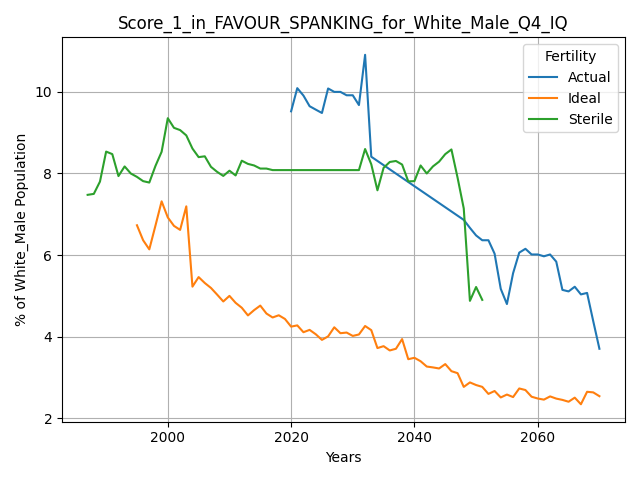 Score_1_in_FAVOUR_SPANKING_for_White_Male_Q4_IQ
Fertility
Actual
Ideal
Sterile
% of White_Male Population
10
8
6
4
2
2000 2020 2040 2060
Years